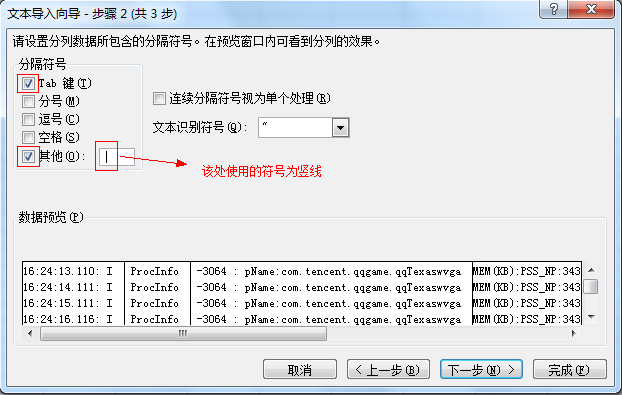 文本导入向导 - 步骤 2 (共 3 步)
请设置分列数据所包含的分隔符号。在预览窗口内可看到分列的效果。
分隔符号
Tab 键(T)
分号(M)
逗号(C)
空格(S)
其他(O): |
连续分隔符号视为单个处理(R)
文本识别符号(Q): "
该处使用的符号为竖线
数据预览(P)
16:24:13.110: I ProcInfo -3064 : pName:com.tencent.qqgame.qqTexaswvga MEM(KB):PSS_NP:343
16:24:14.111: I ProcInfo -3064 : pName:com.tencent.qqgame.qqTexaswvga MEM(KB):PSS_NP:343
16:24:15.111: I ProcInfo -3064 : pName:com.tencent.qqgame.qqTexaswvga MEM(KB):PSS_NP:343
16:24:16.116: I ProcInfo -3064 : pName:com.tencent.qqgame.qqTexaswvga MEM(KB):PSS_NP:343
取消 < 上一步(B) 下一步(N) > 完成(F)